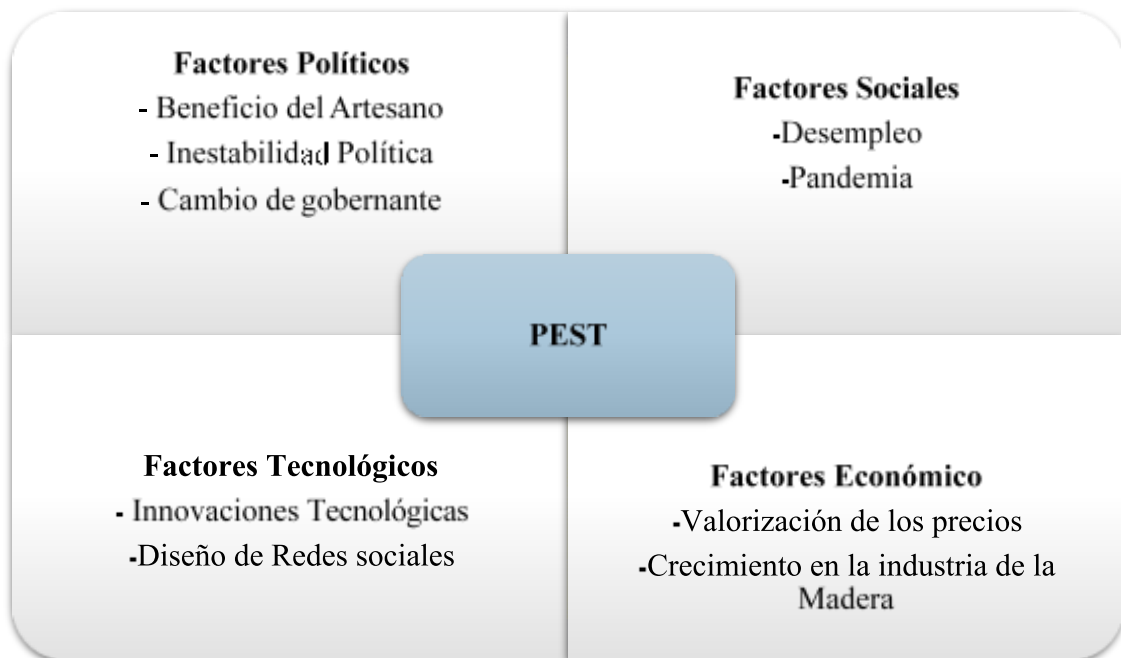 Factores Políticos
- Beneficio del Artesano
- Inestabilidad Política
- Cambio de gobernante
Factores Sociales
-Desempleo
-Pandemia
PEST
Factores Tecnológicos
- Innovaciones Tecnológicas
-Diseño de Redes sociales
Factores Económico
-Valorización de los precios
-Crecimiento en la industria de la
Madera